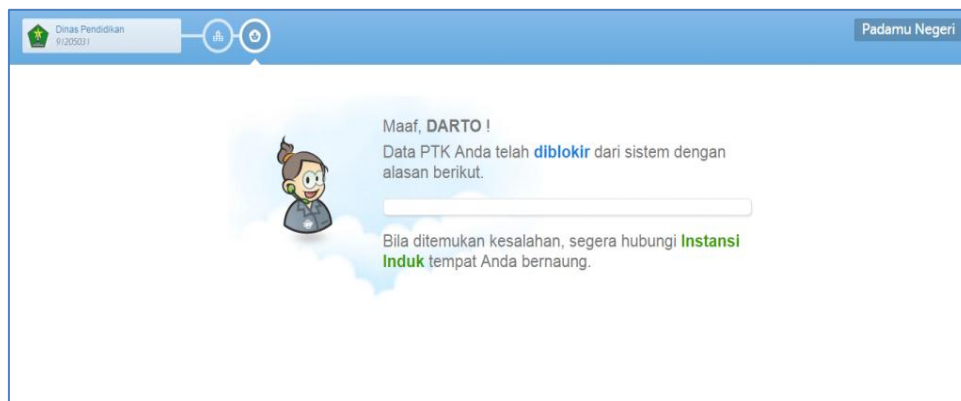 Dinas Pendidikan
91205031
Padamu Negeri
Maaf, DARTO !
Data PTK Anda telah diblokir dari sistem dengan
alasan berikut.
Bila ditemukan kesalahan, segera hubungi Instansi
Induk tempat Anda bernaung.